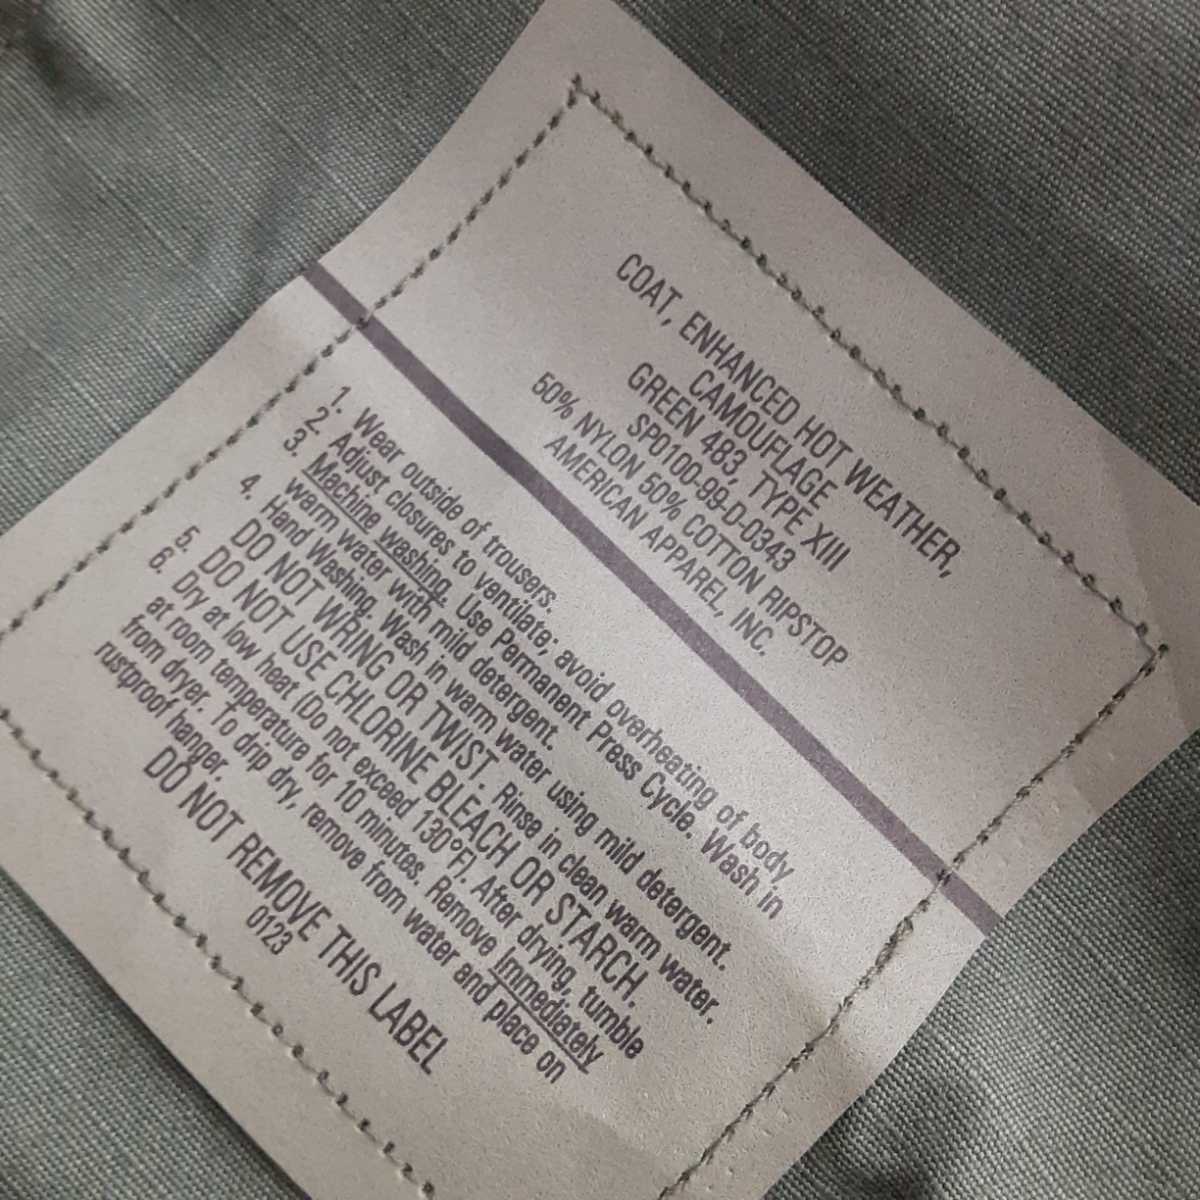 COAT, ENHANCED HOT WEATHER,
CAMOUFLAGE
GREEN 483, TYPE XIII
SP0100-99-D-0343
50% NYLON 50% COTTON RIPSTOP
AMERICAN APPAREL, INC.
1. Wear outside of trousers.
2. Adjust closures to ventilate; avoid overheating of body
3. Machine washing. Use Permanent Press Cycle. Wash in
warm water with mild detergent.
4. Hand Washing. Wash in warm water using mild detergent.
DO NOT WRING OR TWIST. Rinse in clean warm water.
5. DO NOT USE CHLORINE BLEACH OR STARCH.
6. Dry at low heat (Do not exceed 130°F). After drying, tumble
at room temperature for 10 minutes. Remove immediately
from dryer. To drip dry, remove from water and place on
rustproof hanger.
DO NOT REMOVE THIS LABEL
0123